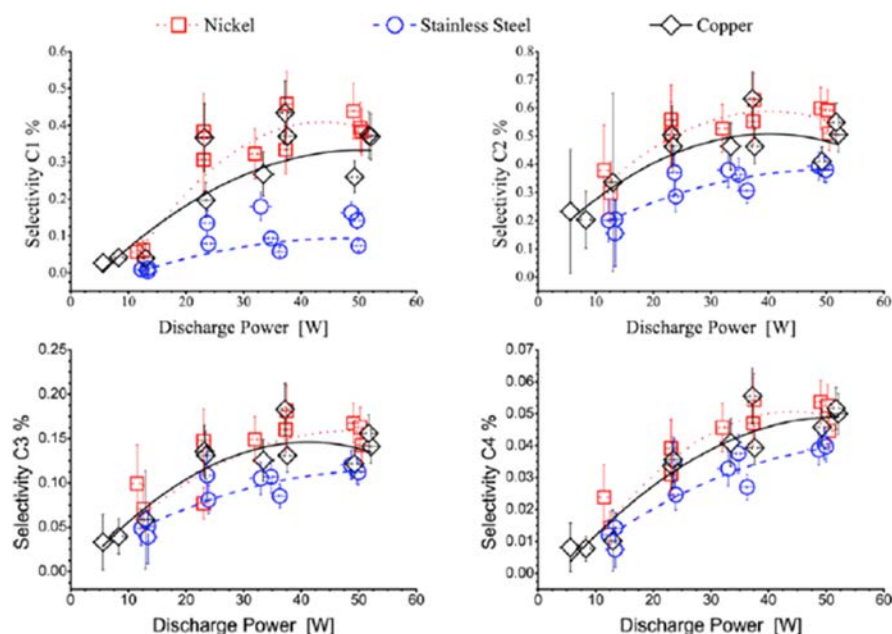 Nickel Stainless Steel Copper
0.6
0.5
0.4
0.3
0.2
0.1
0.0
0 10 20 30 40 50 60
Selectivity C1 %
Discharge Power [W]
0.8
0.7
0.6
0.5
0.4
0.3
0.2
0.1
0.0
0 10 20 30 40 50 60
Selectivity C2 %
Discharge Power [W]
0.25
0.20
0.15
0.10
0.05
0.00
0 10 20 30 40 50 60
Selectivity C3 %
Discharge Power [W]
0.07
0.06
0.05
0.04
0.03
0.02
0.01
0.00
0 10 20 30 40 50 60
Selectivity C4 %
Discharge Power [W]